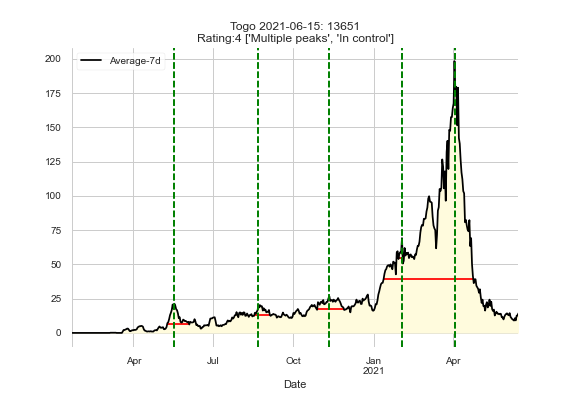 Togo 2021-06-15: 13651
Rating:4 ['Multiple peaks', 'In control']
Average-7d
200
175
150
125
100
75
50
25
0
Apr
Jul
Oct
Jan
2021
Apr
Date